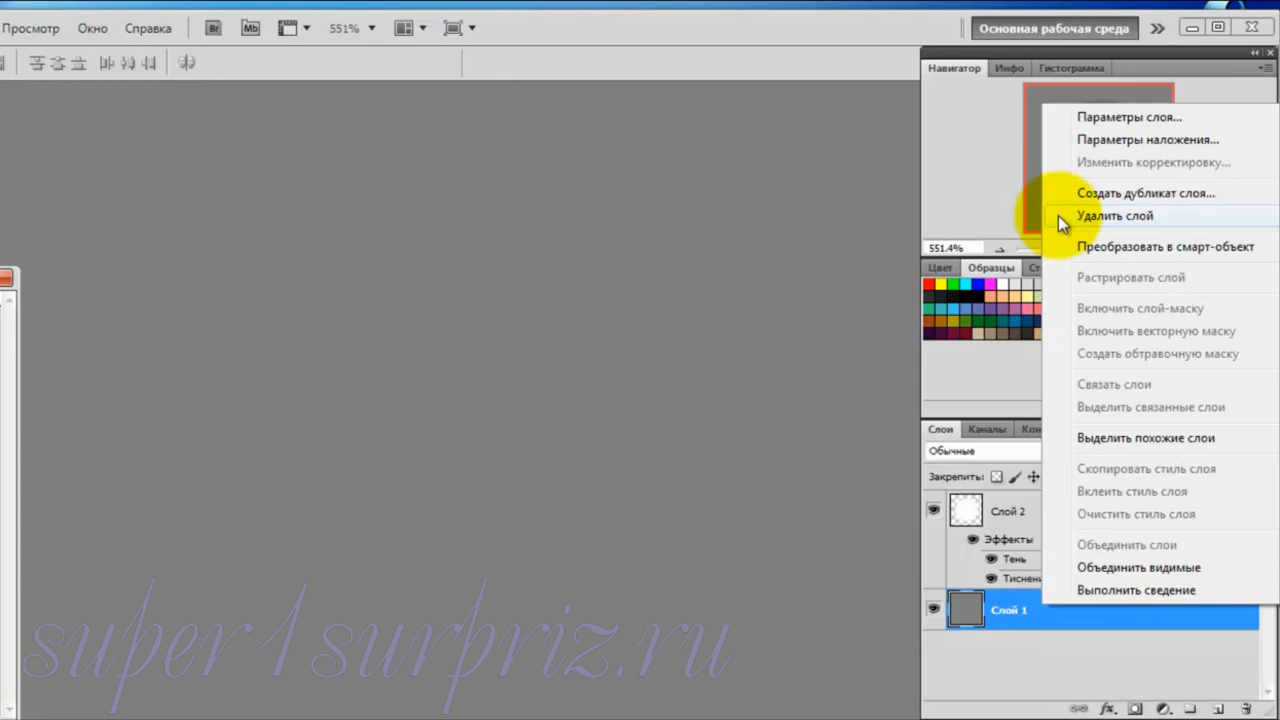 Просмотр Окно Справка Br Mb 551% Основная рабочая среда
Навигатор Инфо Гистограмма
Параметры слоя...
Параметры наложения...
Изменить корректировку...
Создать дубликат слоя...
Удалить слой
551.4% Преобразовать в смарт-объект
Цвет Образцы Ст
Растрировать слой
Включить слой-маску
Включить векторную маску
Создать обтравочную маску
Связать слои
Выделить связанные слои
Слои Каналы Кон
Выделить похожие слои
Обычные
Закрепить:
Скопировать стиль слоя
Вклеить стиль слоя
Слой 2
Очистить стиль слоя
Эффекты
Объединить слои
Тень
Объединить видимые
Тиснени
Выполнить сведение
Слой 1
super1surpriz.ru
fx